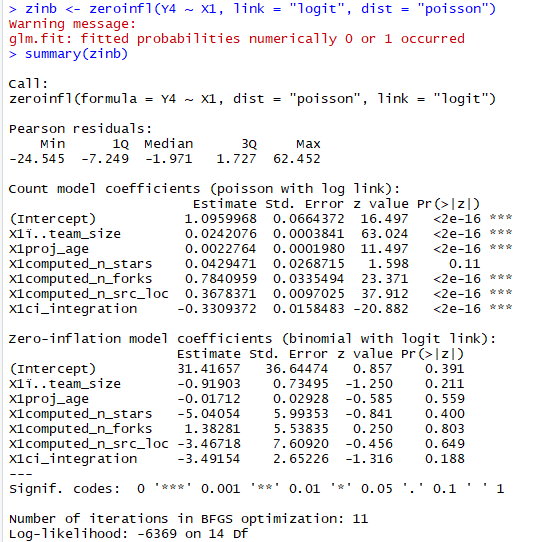 > zinb <- zeroinfl(Y4 ~ X1, link = "logit", dist = "poisson")
Warning message:
glm.fit: fitted probabilities numerically 0 or 1 occurred
> summary(zinb)

Call:
zeroinfl(formula = Y4 ~ X1, dist = "poisson", link = "logit")

Pearson residuals:
    Min      1Q  Median      3Q     Max
-24.545  -7.249  -1.971   1.727  62.452

Count model coefficients (poisson with log link):
                       Estimate Std. Error z value Pr(>|z|)
(Intercept)           1.0959968  0.0664372  16.497   <2e-16 ***
X1ï..team_size        0.0242076  0.0003841  63.024   <2e-16 ***
X1proj_age            0.0022764  0.0001980  11.497   <2e-16 ***
X1computed_n_stars    0.0429471  0.0268715   1.598     0.11
X1computed_n_forks    0.7840959  0.0335494  23.371   <2e-16 ***
X1computed_n_src_loc  0.3678371  0.0097025  37.912   <2e-16 ***
X1ci_integration     -0.3309372  0.0158483 -20.882   <2e-16 ***

Zero-inflation model coefficients (binomial with logit link):
                     Estimate Std. Error z value Pr(>|z|)
(Intercept)          31.41657   36.64474   0.857    0.391
X1ï..team_size       -0.91903    0.73495  -1.250    0.211
X1proj_age           -0.01712    0.02928  -0.585    0.559
X1computed_n_stars   -5.04054    5.99353  -0.841    0.400
X1computed_n_forks    1.38281    5.53835   0.250    0.803
X1computed_n_src_loc -3.46718    7.60920  -0.456    0.649
X1ci_integration     -3.49154    2.65226  -1.316    0.188
---
Signif. codes:  0 '***' 0.001 '**' 0.01 '*' 0.05 '.' 0.1 ' ' 1

Number of iterations in BFGS optimization: 11
Log-likelihood: -6369 on 14 Df